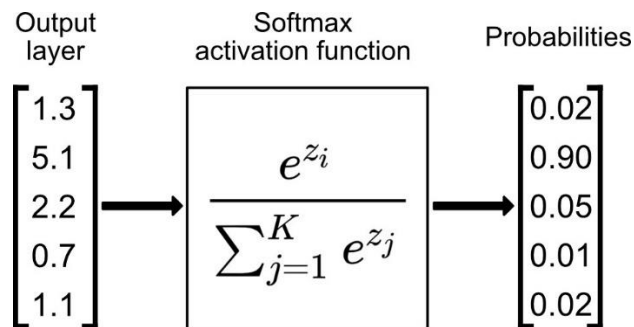 Output
layer
Softmax
activation function
Probabilities
1.3
5.1
2.2
0.7
1.1
e^{z_i}
∑_{j=1}^{K} e^{z_j}
0.02
0.90
0.05
0.01
0.02